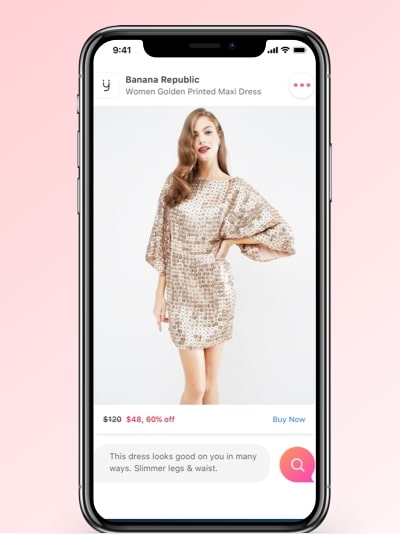 9:41
Banana Republic
Women Golden Printed Maxi Dress
$120 $48, 60% off
Buy Now
This dress looks good on you in many
ways. Slimmer legs & waist.